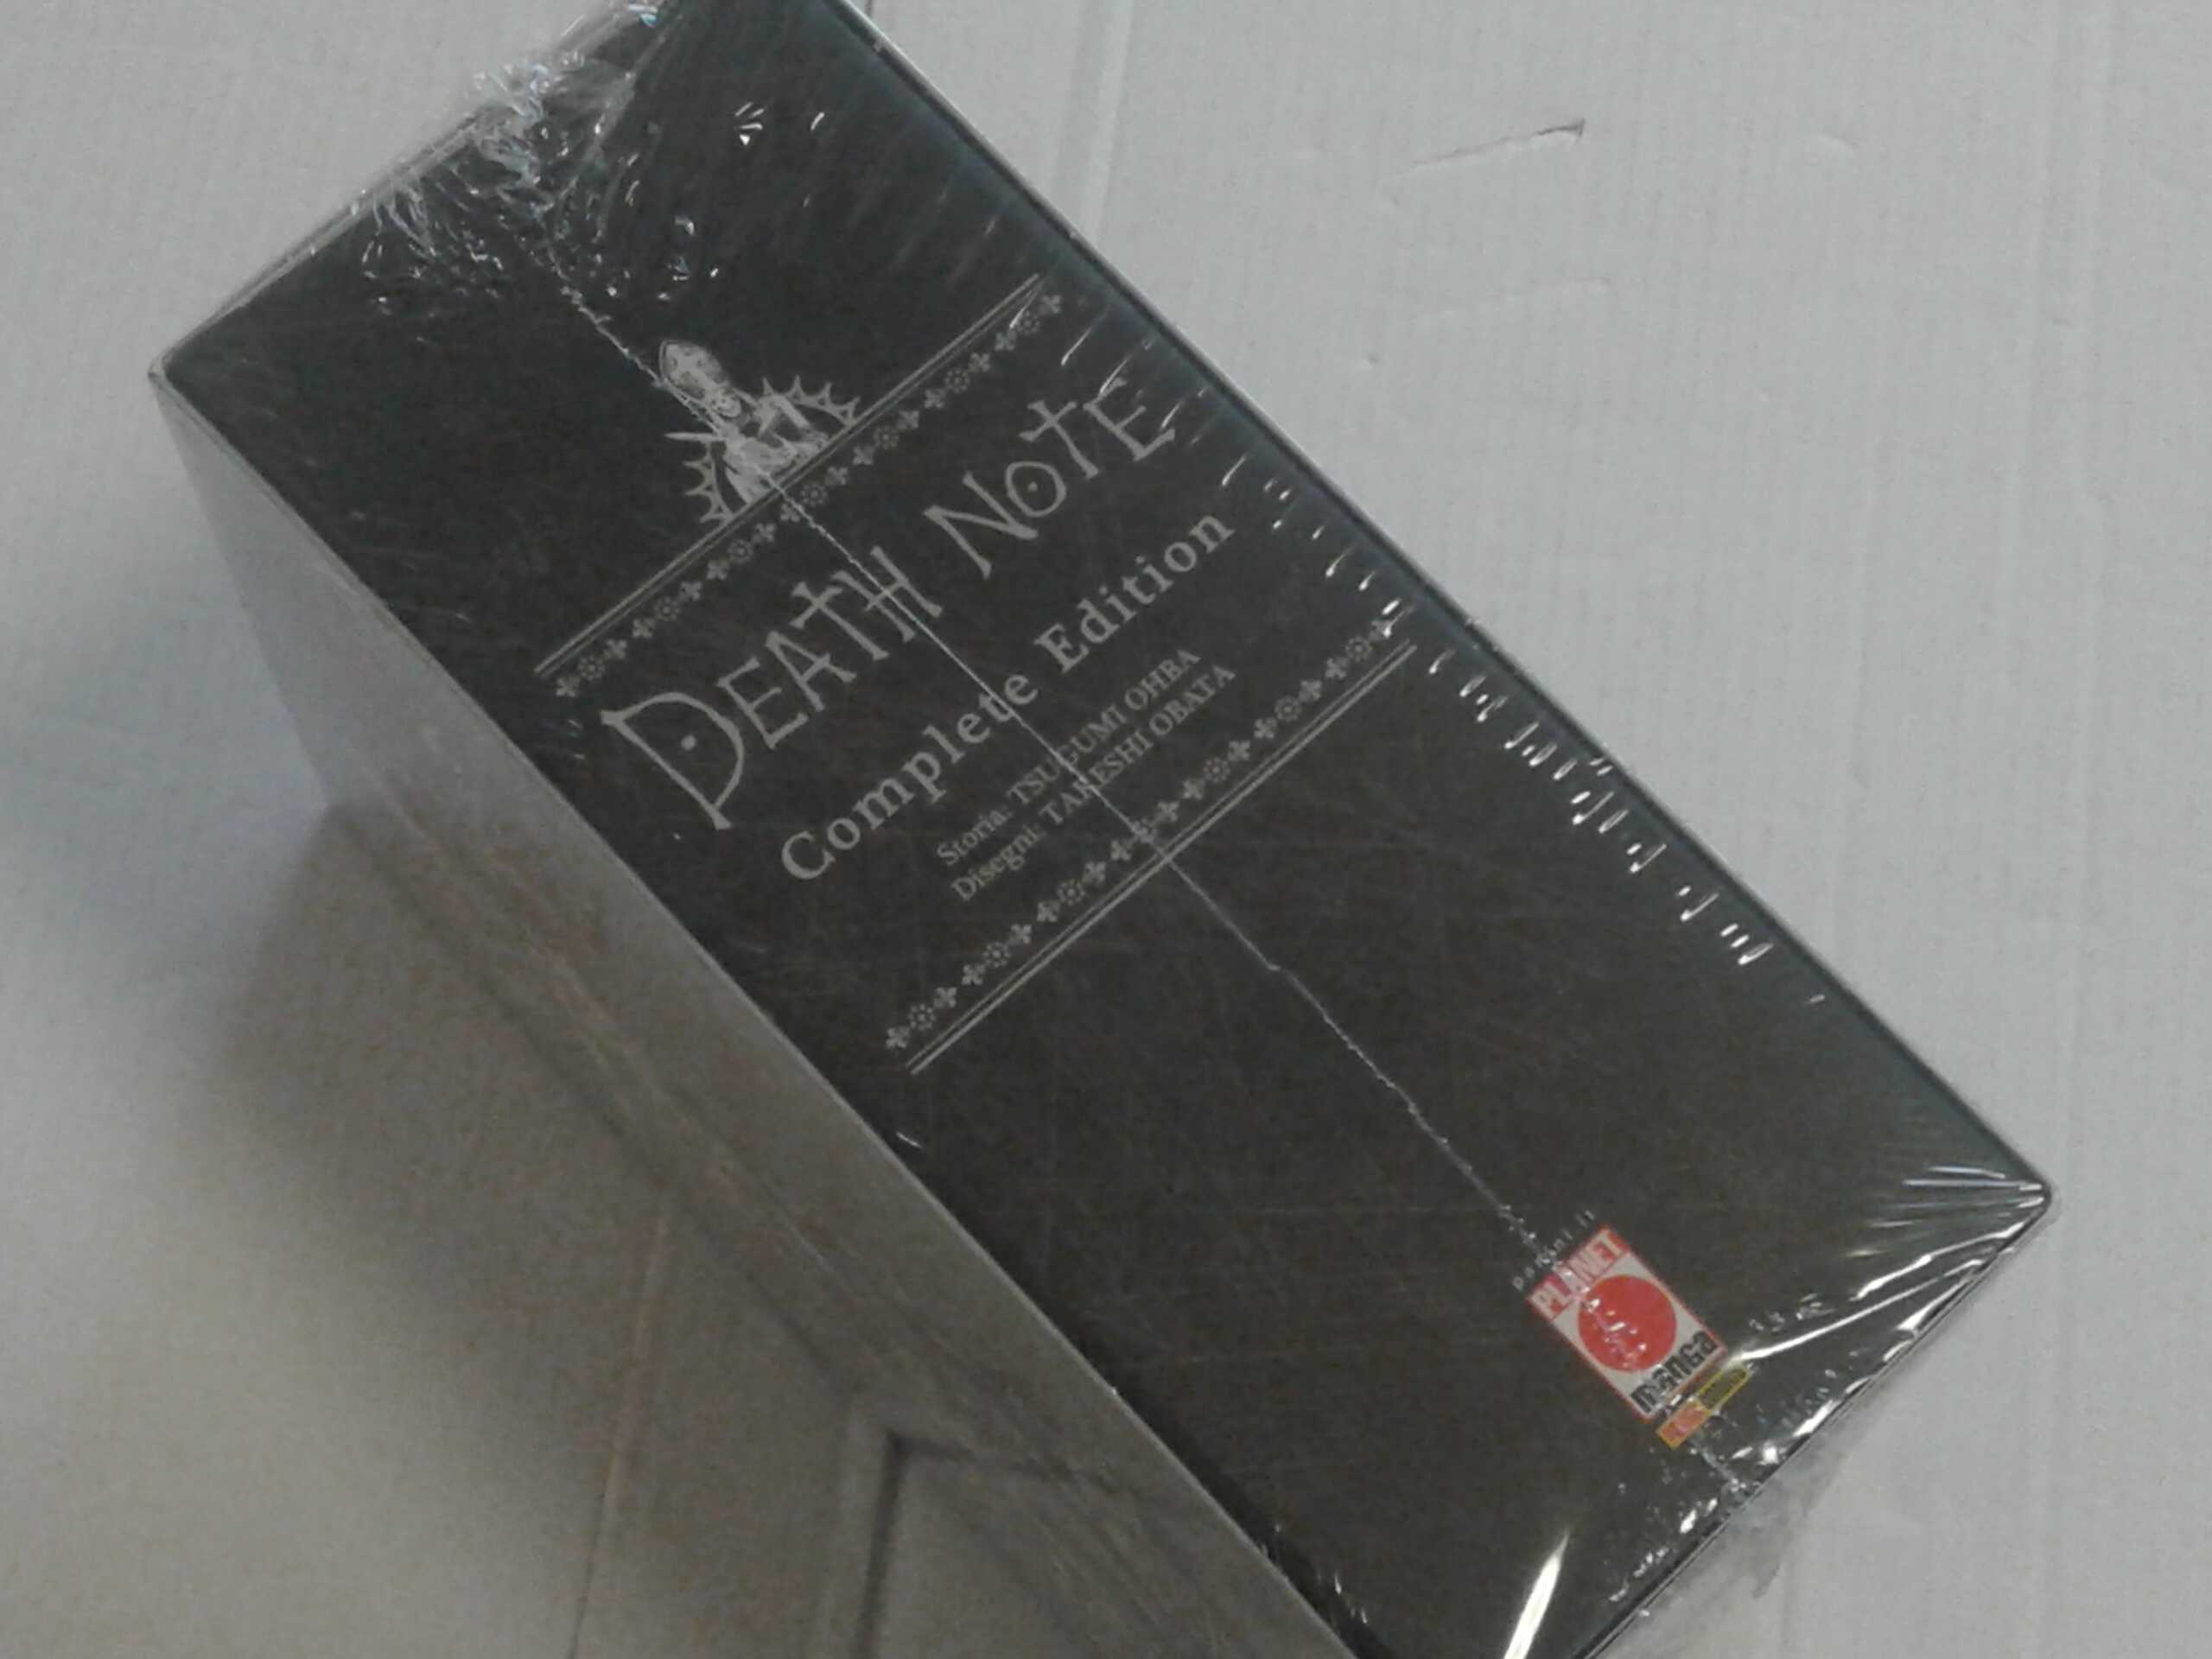 DEATH NOTE
Complete Edition
Storia: TSUGUMI OHBA
Disegni: TAKESHI OBATA
PLANET
manga